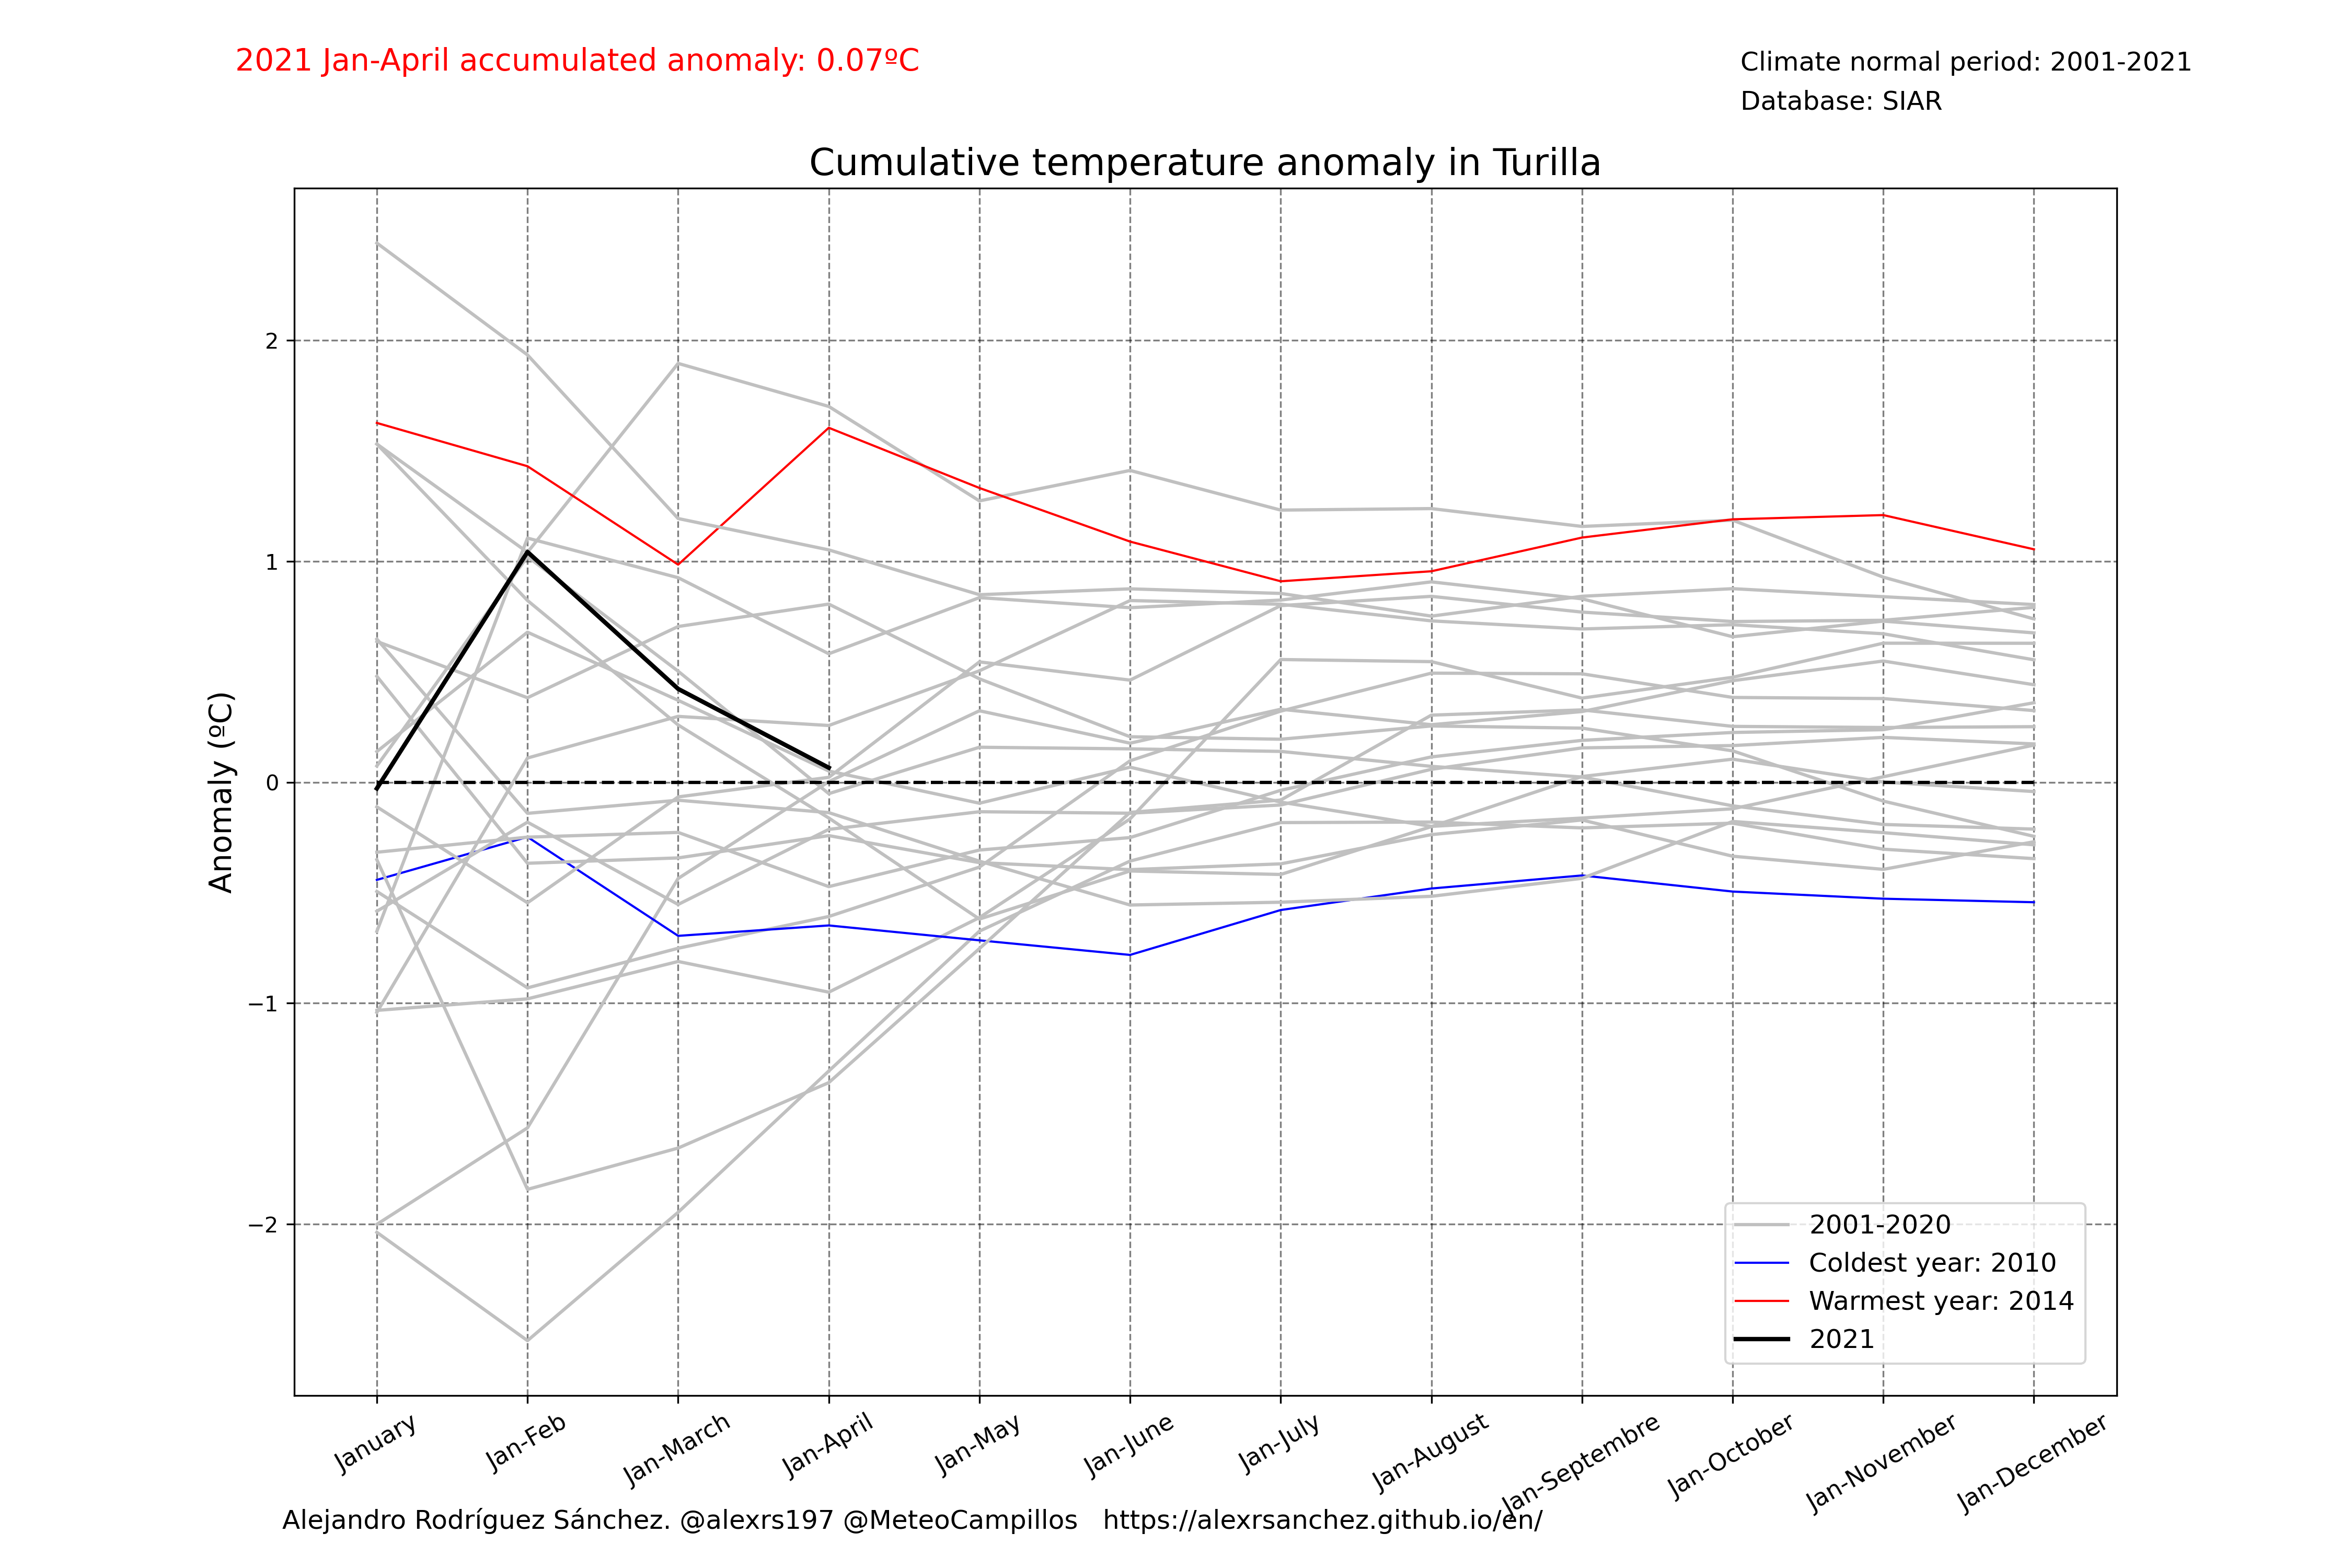 2021 Jan-April accumulated anomaly: 0.07ºC
Climate normal period: 2001-2021
Database: SIAR
Cumulative temperature anomaly in Turilla
Anomaly (ºC)
2
1
0
−1
−2
2001-2020
Coldest year: 2010
Warmest year: 2014
2021
January
Jan-Feb
Jan-March
Jan-April
Jan-May
Jan-June
Jan-July
Jan-August
Jan-Septembre
Jan-October
Jan-November
Jan-December
Alejandro Rodríguez Sánchez. @alexrs197 @MeteoCampillos   https://alexrsanchez.github.io/en/